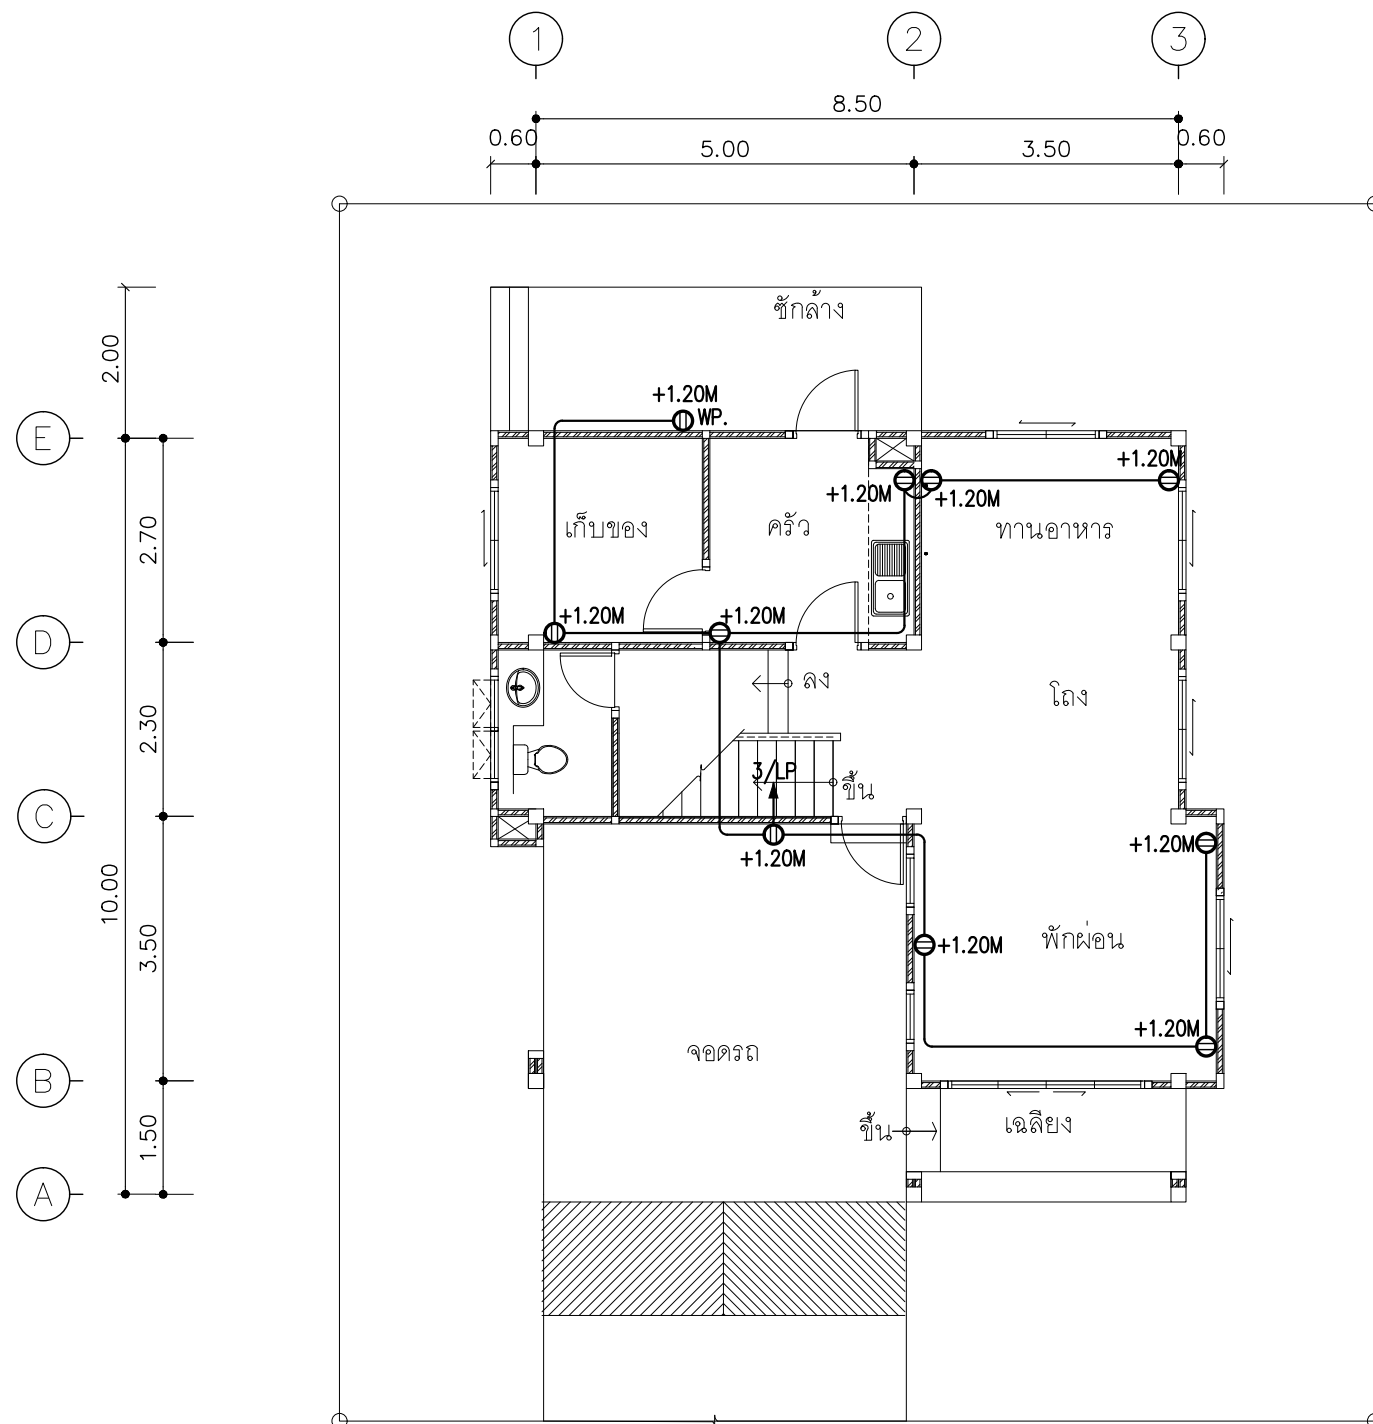 1
2
3
8.50
0.60
5.00
3.50
0.60
ซักล้าง
2.00
+1.20M
WP.
E
+1.20M
+1.20M
+1.20M
2.70
เก็บของ
ครัว
ทานอาหาร
+1.20M
+1.20M
D
ลง
โถง
2.30
3/LP
ขึ้น
C
+1.20M
+1.20M
10.00
3.50
+1.20M
พักผ่อน
+1.20M
จอดรถ
B
1.50
ขึ้น
เฉลียง
A